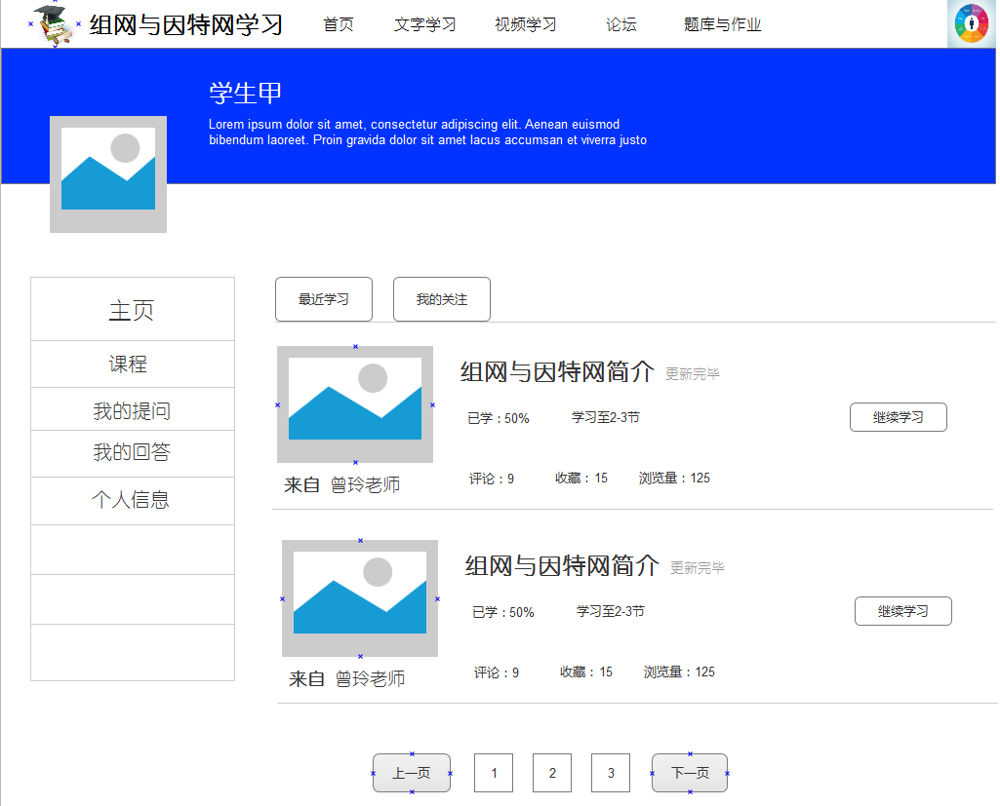 组网与因特网学习 首页 文字学习 视频学习 论坛 题库与作业
学生甲
Lorem ipsum dolor sit amet, consectetur adipiscing elit. Aenean euismod
bibendum laoreet. Proin gravida dolor sit amet lacus accumsan et viverra justo
主页
课程
我的提问
我的回答
个人信息
最近学习 我的关注
组网与因特网简介 更新完毕
已学：50% 学习至2-3节 继续学习
评论：9 收藏：15 浏览量：125
来自 曾玲老师
组网与因特网简介 更新完毕
已学：50% 学习至2-3节 继续学习
评论：9 收藏：15 浏览量：125
来自 曾玲老师
上一页 1 2 3 下一页